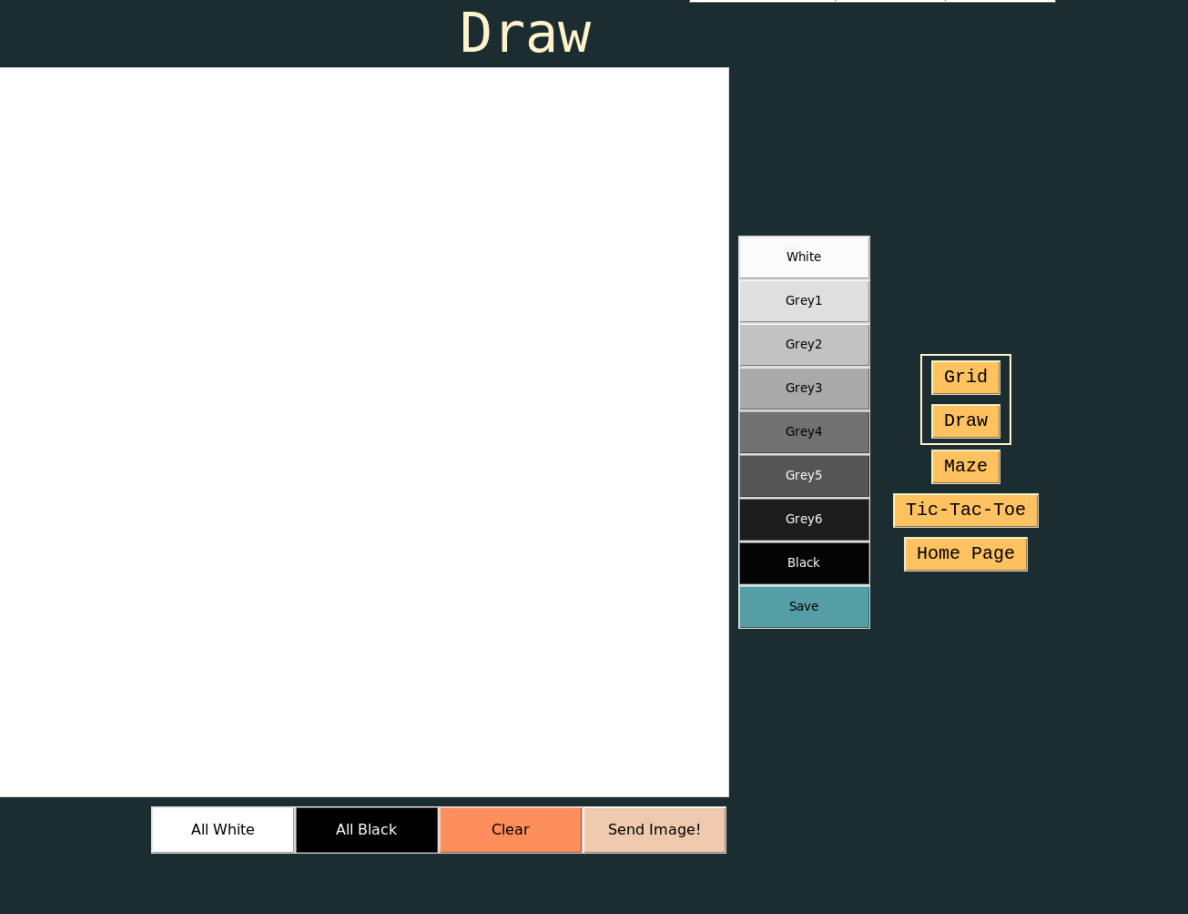 Draw
White
Grey1
Grey2
Grey3
Grey4
Grey5
Grey6
Black
Save
Grid
Draw
Maze
Tic-Tac-Toe
Home Page
All White
All Black
Clear
Send Image!